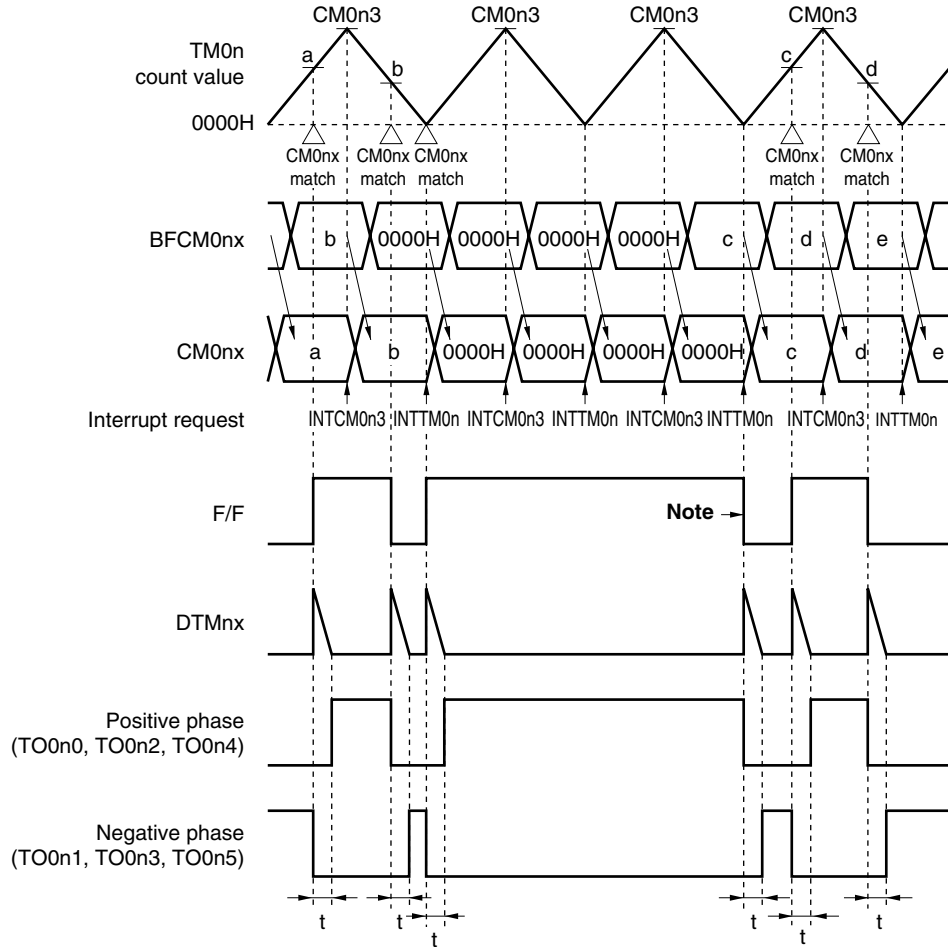 CM0n3 CM0n3 CM0n3 CM0n3
TM0n
count value
a b c d
0000H
CM0nx
match
CM0nx
match
CM0nx
match
CM0nx
match
CM0nx
match
BFCM0nx b 0000H 0000H 0000H 0000H c d e
CM0nx a b 0000H 0000H 0000H 0000H c d e
Interrupt request INTCM0n3 INTTM0n INTCM0n3 INTTM0n INTCM0n3 INTTM0n INTCM0n3 INTTM0n
F/F Note
DTMnx
Positive phase
(TO0n0, TO0n2, TO0n4)
Negative phase
(TO0n1, TO0n3, TO0n5)
t t t t t t